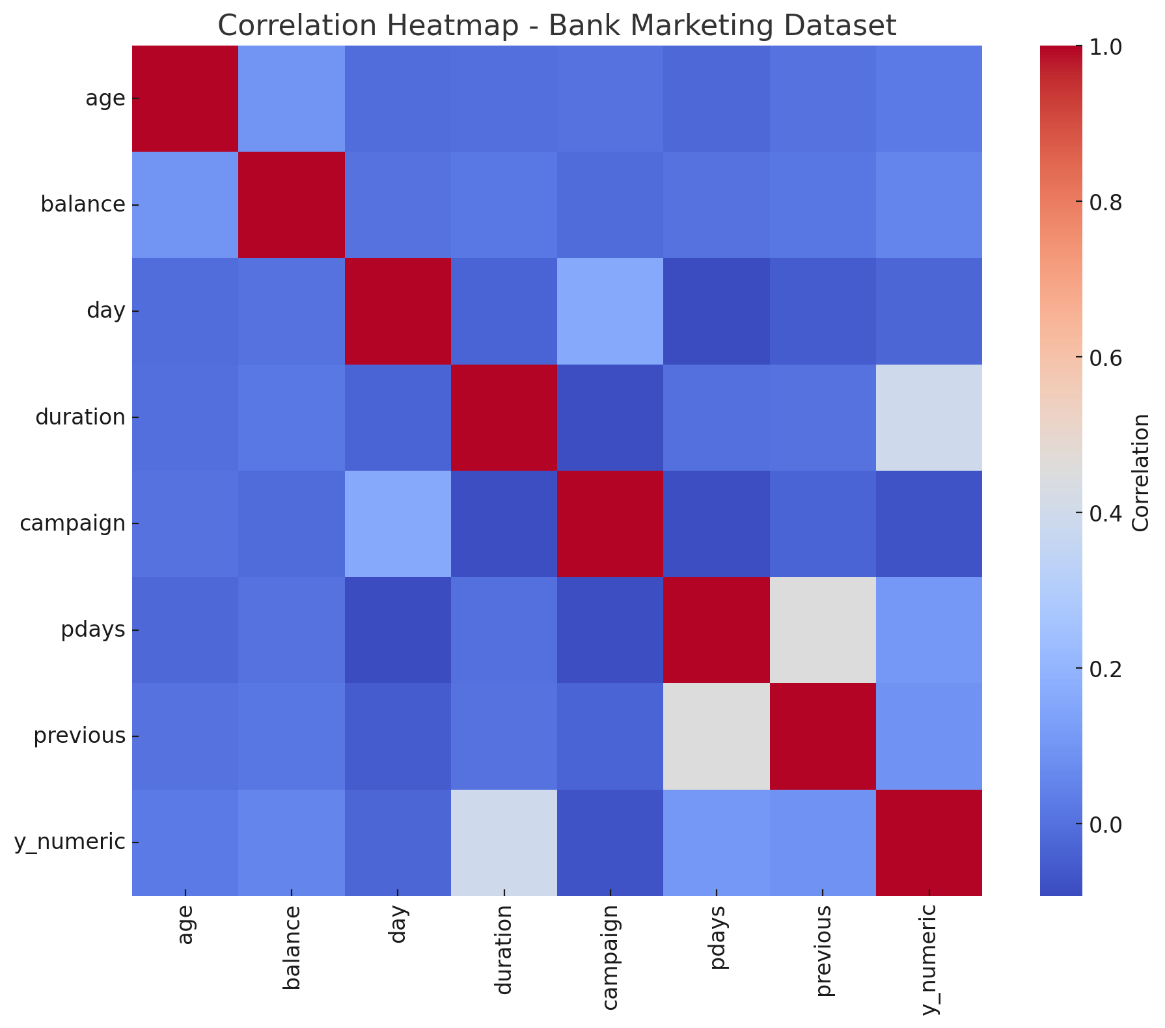 Correlation Heatmap - Bank Marketing Dataset
age
balance
day
duration
campaign
pdays
previous
y_numeric
age
balance
day
duration
campaign
pdays
previous
y_numeric
1.0
0.8
0.6
0.4
0.2
0.0
Correlation